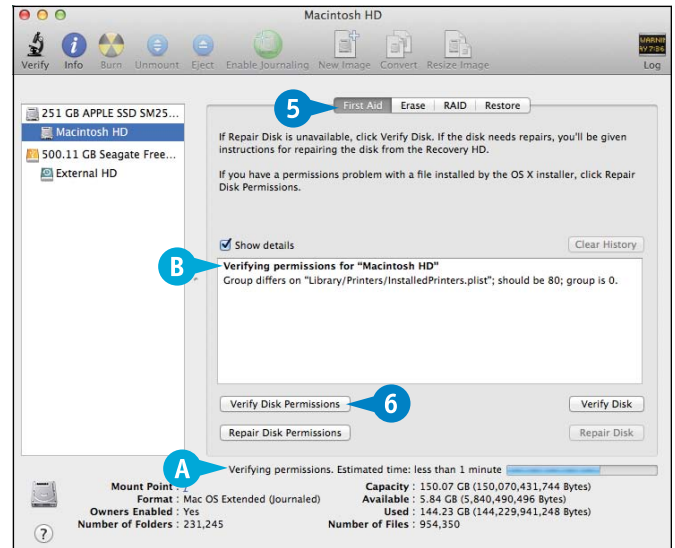 Macintosh HD
Verify Info Burn Unmount Eject Enable Journaling New Image Convert Resize Image Log
WARNIN
AY 7:36
251 GB APPLE SSD SM25...
Macintosh HD
500.11 GB Seagate Free...
External HD
5
First Aid Erase RAID Restore
If Repair Disk is unavailable, click Verify Disk. If the disk needs repairs, you'll be given
instructions for repairing the disk from the Recovery HD.
If you have a permissions problem with a file installed by the OS X installer, click Repair
Disk Permissions.
Show details Clear History
B
Verifying permissions for “Macintosh HD”
Group differs on "Library/Printers/InstalledPrinters.plist"; should be 80; group is 0.
Verify Disk Permissions 6 Verify Disk
Repair Disk Permissions Repair Disk
A Verifying permissions. Estimated time: less than 1 minute
Mount Point : / Capacity : 150.07 GB (150,070,431,744 Bytes)
Format : Mac OS Extended (Journaled) Available : 5.84 GB (5,840,490,496 Bytes)
Owners Enabled : Yes Used : 144.23 GB (144,229,941,248 Bytes)
Number of Folders : 231,245 Number of Files : 954,350
?